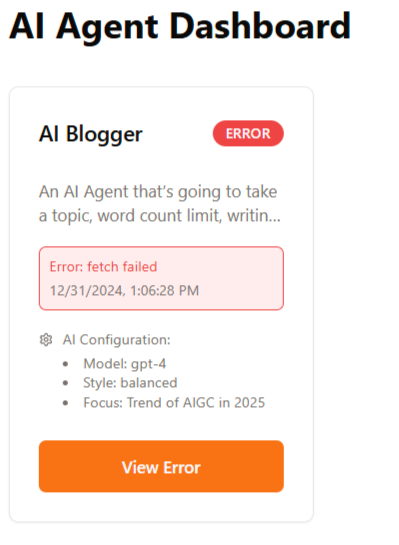 AI Agent Dashboard
AI Blogger
ERROR
An AI Agent that's going to take
a topic, word count limit, writin...
Error: fetch failed
12/31/2024, 1:06:28 PM
AI Configuration:
• Model: gpt-4
• Style: balanced
• Focus: Trend of AIGC in 2025
View Error